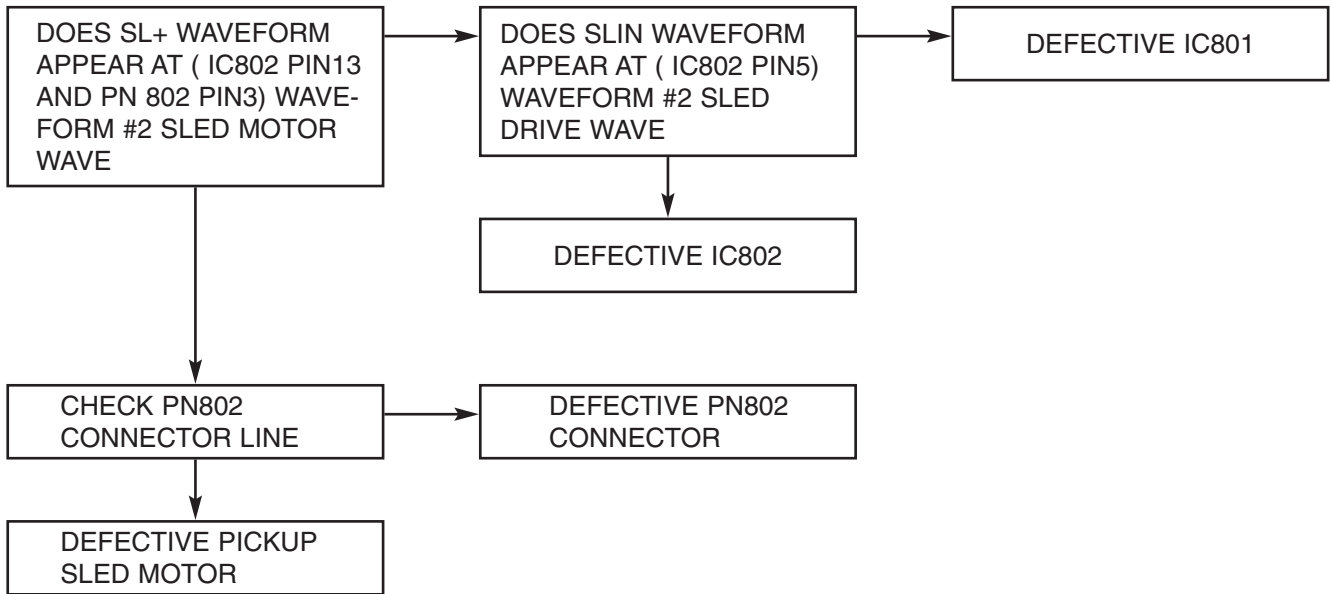 DOES SL+ WAVEFORM
APPEAR AT ( IC802 PIN13
AND PN 802 PIN3) WAVE-
FORM #2 SLED MOTOR
WAVE
DOES SLIN WAVEFORM
APPEAR AT ( IC802 PIN5)
WAVEFORM #2 SLED
DRIVE WAVE
DEFECTIVE IC801
DEFECTIVE IC802
CHECK PN802
CONNECTOR LINE
DEFECTIVE PN802
CONNECTOR
DEFECTIVE PICKUP
SLED MOTOR